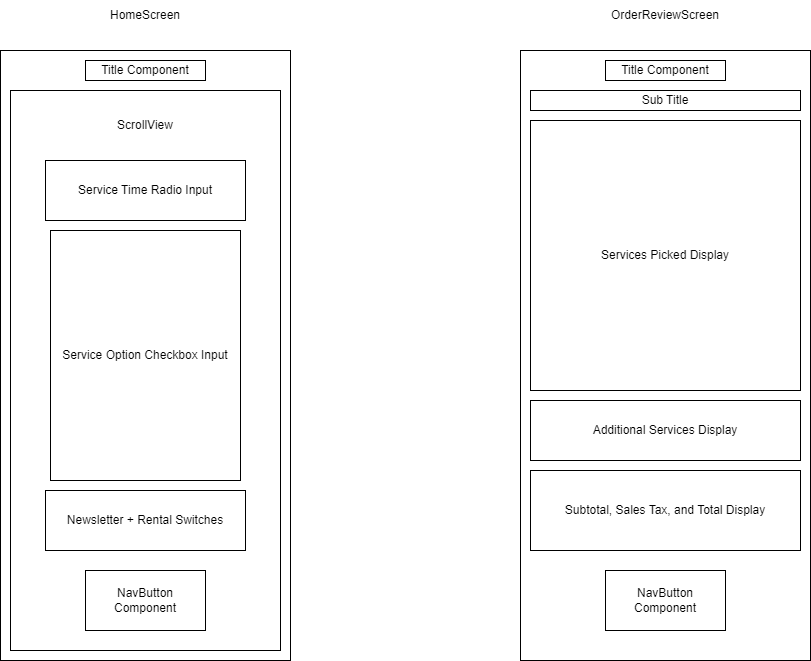 HomeScreen
Title Component
ScrollView
Service Time Radio Input
Service Option Checkbox Input
Newsletter + Rental Switches
NavButton
Component
OrderReviewScreen
Title Component
Sub Title
Services Picked Display
Additional Services Display
Subtotal, Sales Tax, and Total Display
NavButton
Component